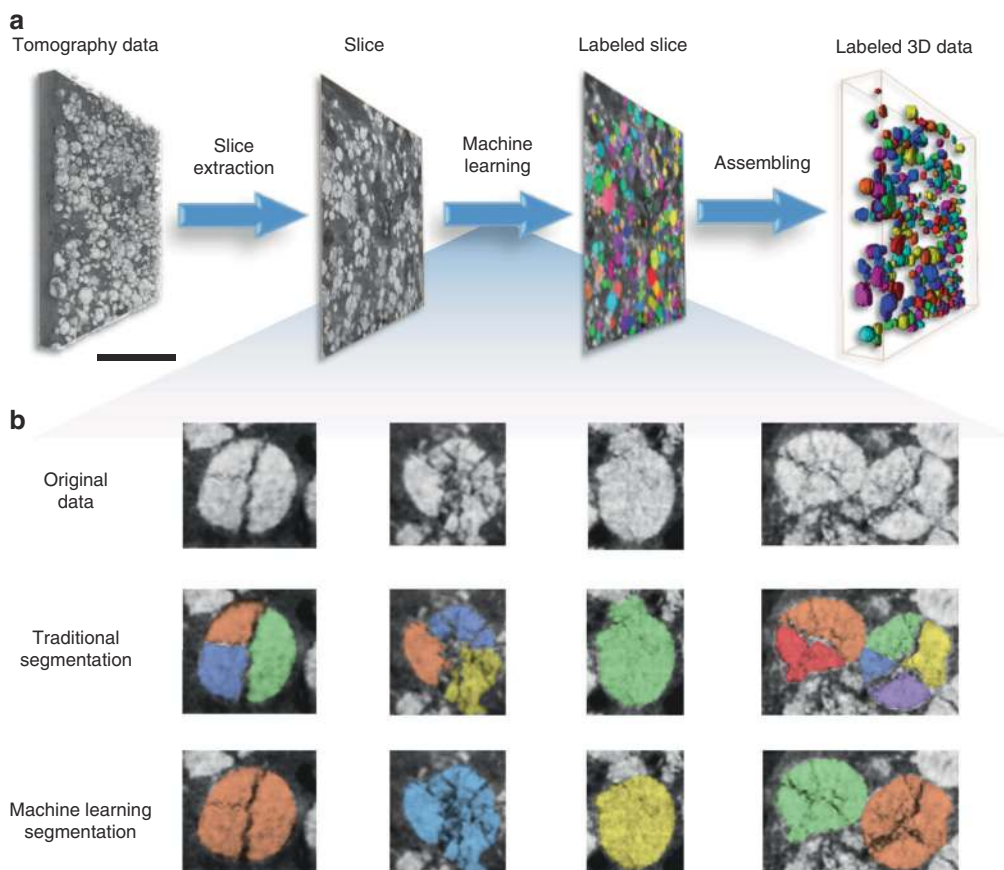 a
Tomography data
Slice
Labeled slice
Labeled 3D data
Slice
extraction
Machine
learning
Assembling
b
Original
data
Traditional
segmentation
Machine learning
segmentation